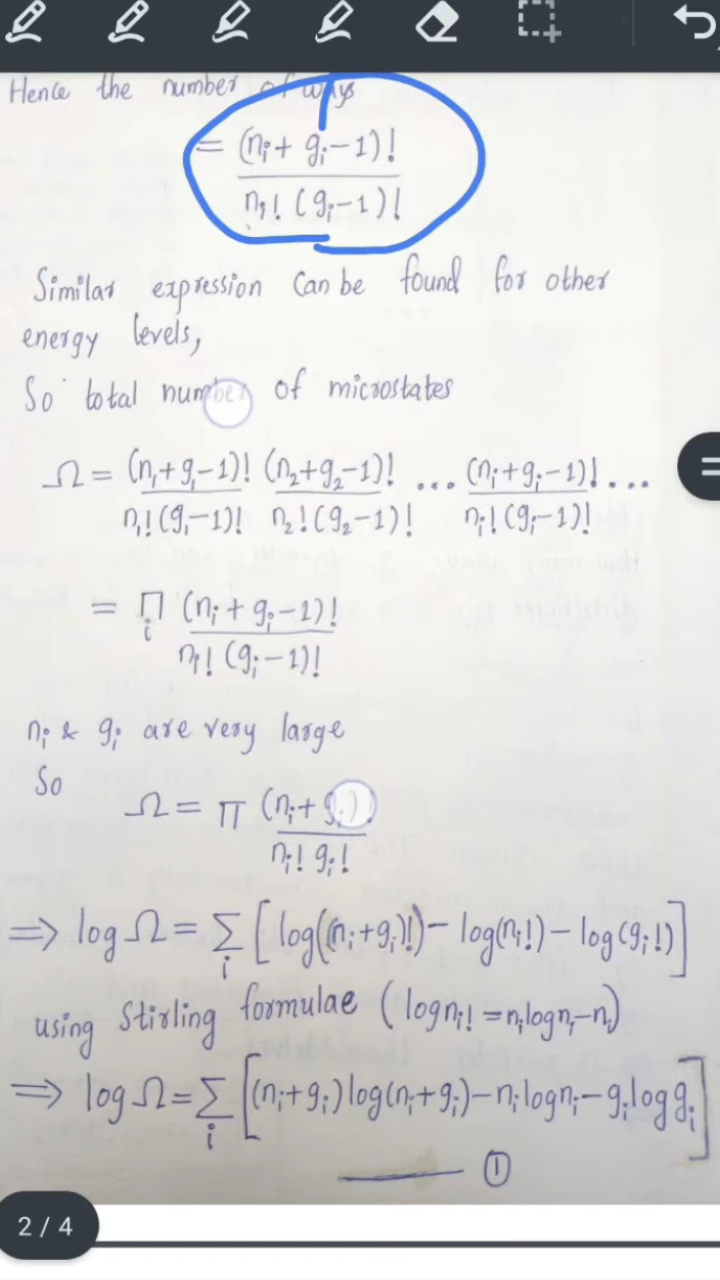 Hence the number of ways
= (nᵢ + gᵢ − 1)! / nᵢ! (gᵢ − 1)!
Similar expression can be found for other
energy levels,
So total number of microstates
Ω = (n₁+g₁−1)! / n₁!(g₁−1)! (n₂+g₂−1)! / n₂!(g₂−1)! ... (nᵢ+gᵢ−1)! / nᵢ!(gᵢ−1)! ...
= Πᵢ (nᵢ + gᵢ − 1)! / nᵢ! (gᵢ − 1)!
nᵢ & gᵢ are very large
So
Ω = Π (nᵢ + gᵢ)! / nᵢ! gᵢ!
⇒ log Ω = Σᵢ [log((nᵢ+gᵢ)!) − log(nᵢ!) − log(gᵢ!)]
using Stirling formulae (log nᵢ! = nᵢ log nᵢ − nᵢ)
⇒ log Ω = Σᵢ [(nᵢ+gᵢ) log(nᵢ+gᵢ) − nᵢ log nᵢ − gᵢ log gᵢ]
—— ①
2 / 4